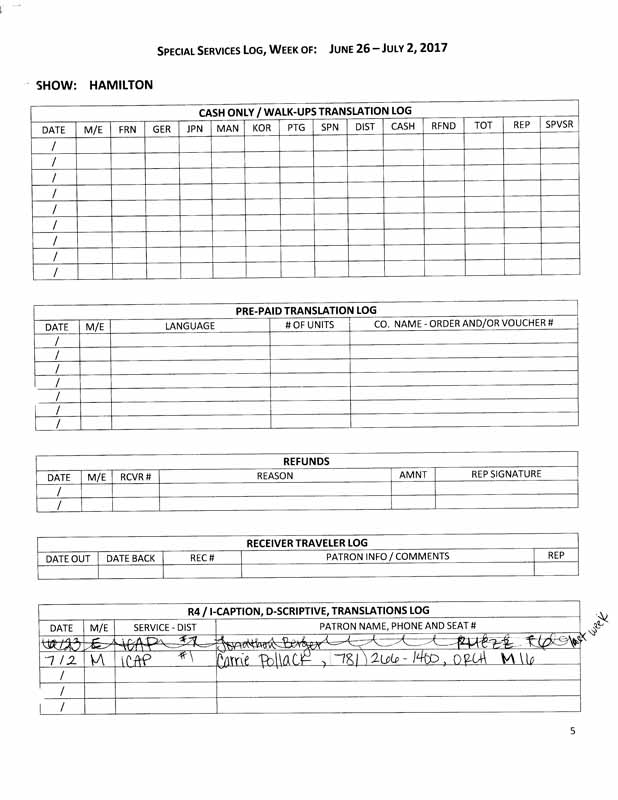 SPECIAL SERVICES LOG, WEEK OF: JUNE 26 – JULY 2, 2017
SHOW: HAMILTON
CASH ONLY / WALK-UPS TRANSLATION LOG
DATE M/E FRN GER JPN MAN KOR PTG SPN DIST CASH RFND TOT REP SPVSR
/
/
/
/
/
/
/
/
/
PRE-PAID TRANSLATION LOG
DATE M/E LANGUAGE # OF UNITS CO. NAME - ORDER AND/OR VOUCHER #
/
/
/
/
/
/
/
REFUNDS
DATE M/E RCVR # REASON AMNT REP SIGNATURE
/
/
RECEIVER TRAVELER LOG
DATE OUT DATE BACK REC # PATRON INFO / COMMENTS REP
R4 / I-CAPTION, D-SCRIPTIVE, TRANSLATIONS LOG
DATE M/E SERVICE - DIST PATRON NAME, PHONE AND SEAT #
6/23 E ICAP Jonathan Berger last week
7/2 M ICAP #1 Carrie Pollack, 781) 266-1400, ORCH M16
/
/
/
5